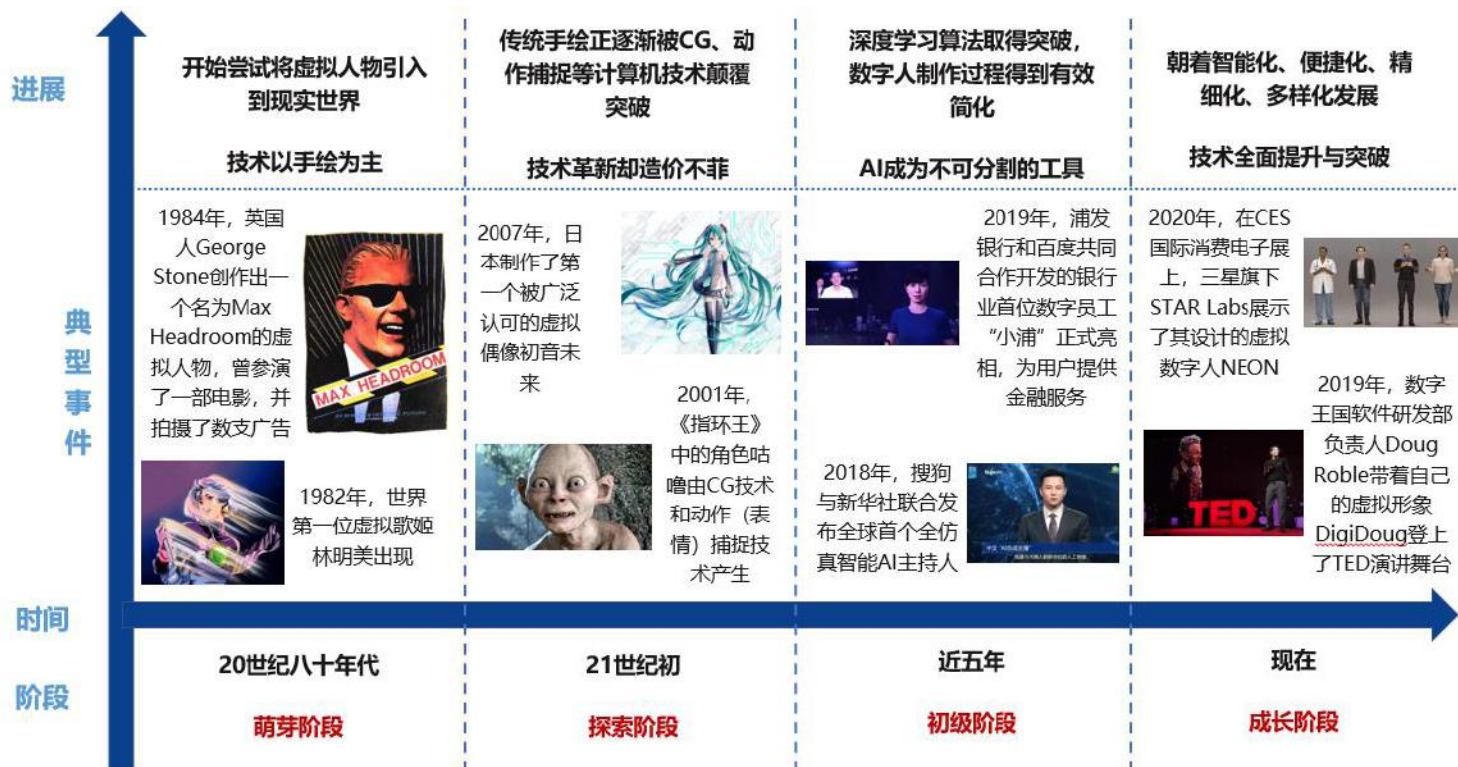 进展
开始尝试将虚拟人物引入
到现实世界
技术以手绘为主
传统手绘正逐渐被CG、动
作捕捉等计算机技术颠覆
突破
技术革新却造价不菲
深度学习算法取得突破，
数字人制作过程得到有效
简化
AI成为不可分割的工具
朝着智能化、便捷化、精
细化、多样化发展
技术全面提升与突破
典型事件
1984年，英国
人George
Stone创作出一
个名为Max
Headroom的虚
拟人物，曾参演
了一部电影，并
拍摄了数支广告
MAX HEADROOM
1982年，世界
第一位虚拟歌姬
林明美出现
2007年，日
本制作了第
一个被广泛
认可的虚拟
偶像初音未
来
2001年，
《指环王》
中的角色咕
噜由CG技术
和动作（表
情）捕捉技
术产生
2019年，浦发
银行和百度共同
合作开发的银行
业首位数字员工
“小浦”正式亮
相，为用户提供
金融服务
2018年，搜狗
与新华社联合发
布全球首个全仿
真智能AI主持人
2020年，在CES
国际消费电子展
上，三星旗下
STAR Labs展示
了其设计的虚拟
数字人NEON
TED
2019年，数字
王国软件研发部
负责人Doug
Roble带着自己
的虚拟形象
DigiDoug登上
了TED演讲舞台
时间
20世纪八十年代
21世纪初
近五年
现在
阶段
萌芽阶段
探索阶段
初级阶段
成长阶段